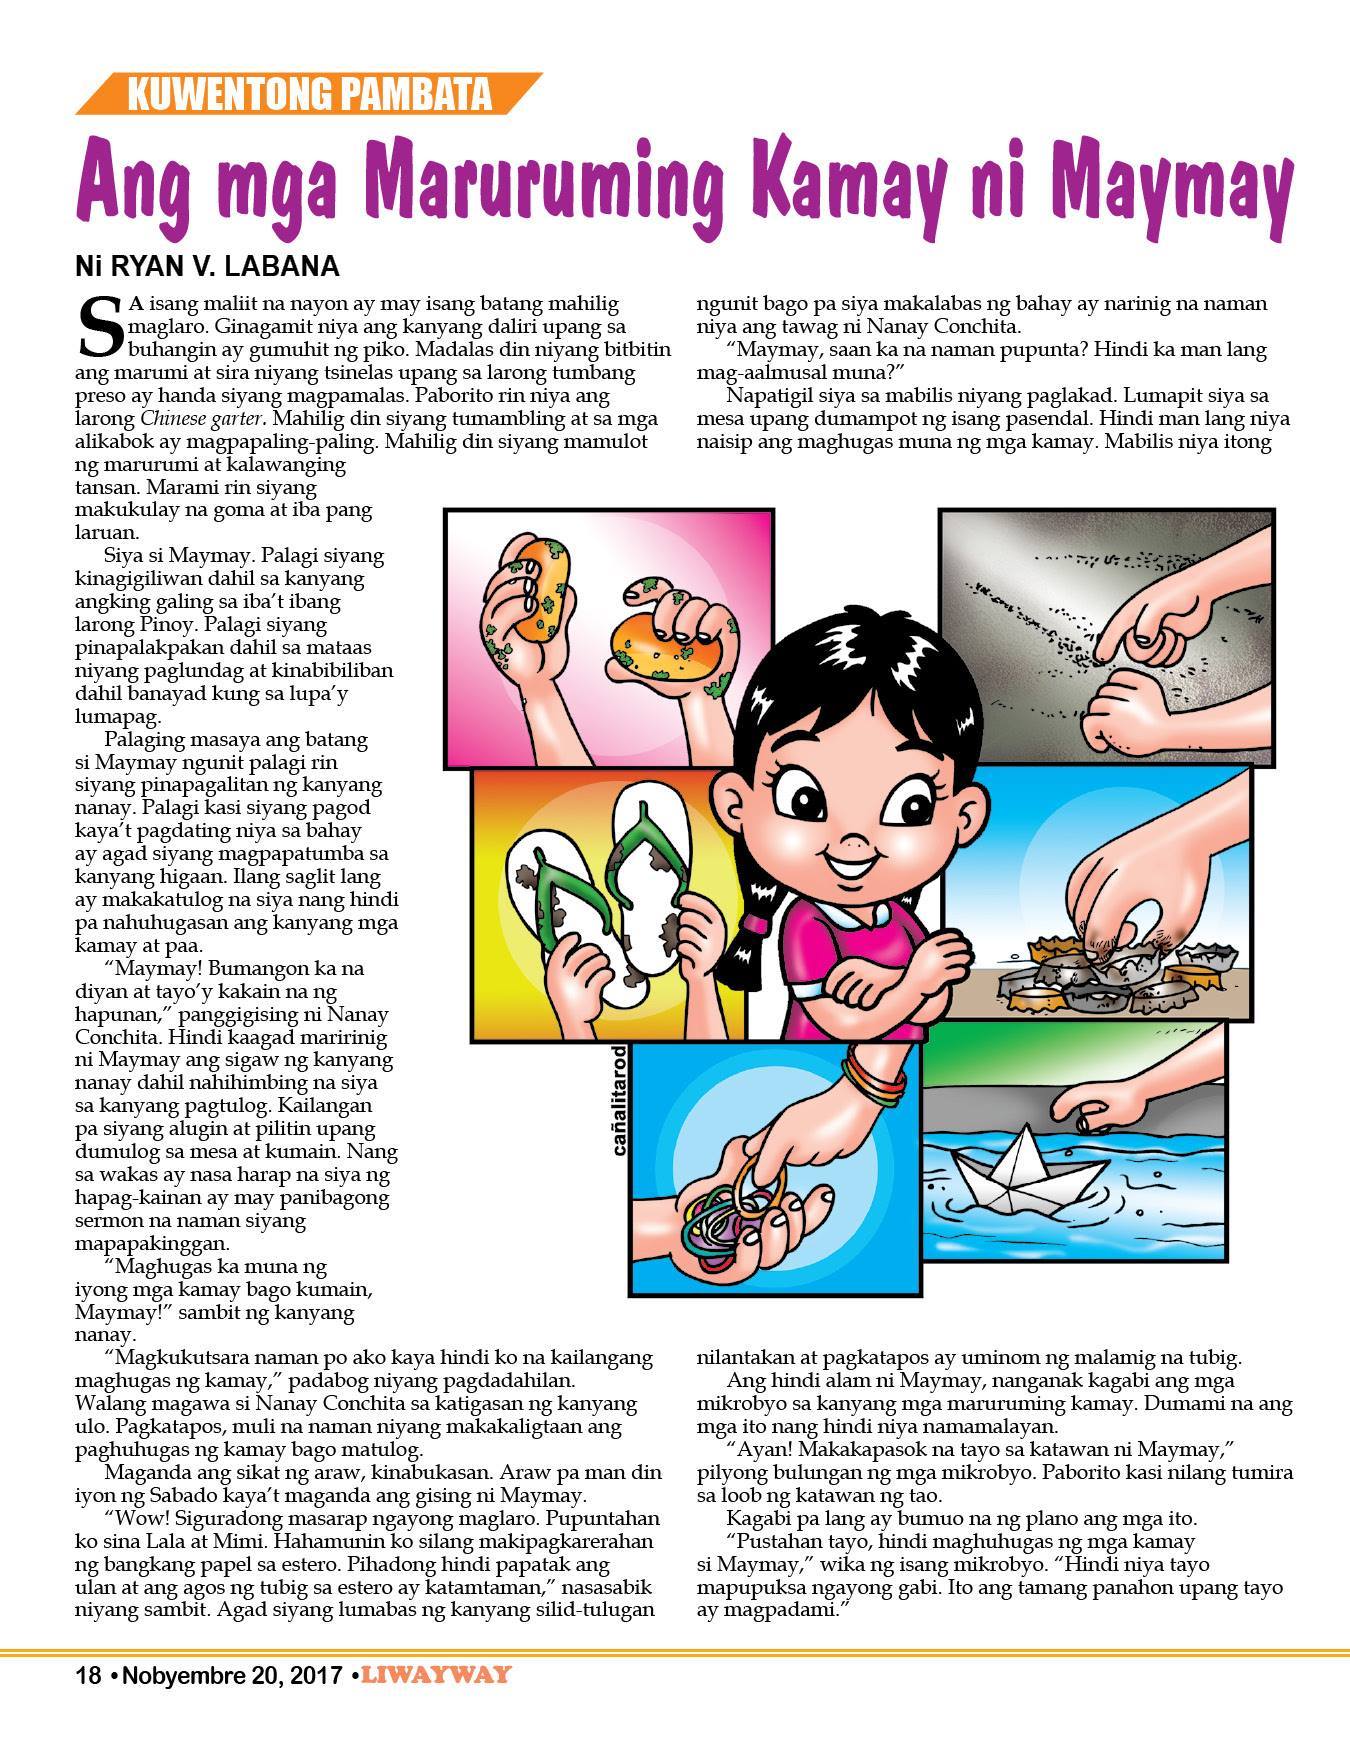 KUWENTONG PAMBATA
Ang mga Maruruming Kamay ni Maymay
Ni RYAN V. LABANA
SA isang maliit na nayon ay may isang batang mahilig
maglaro. Ginagamit niya ang kanyang daliri upang sa
buhangin ay gumuhit ng piko. Madalas din niyang bitbitin
ang marumi at sira niyang tsinelas upang sa larong tumbang
preso ay handa siyang magpamalas. Paborito rin niya ang
larong Chinese garter. Mahilig din siyang tumambling at sa mga
alikabok ay magpapaling-paling. Mahilig din siyang mamulot
ng marurumi at kalawanging
tansan. Marami rin siyang
makukulay na goma at iba pang
laruan.
Siya si Maymay. Palagi siyang
kinagigiliwan dahil sa kanyang
angking galing sa iba't ibang
larong Pinoy. Palagi siyang
pinapalakpakan dahil sa mataas
niyang paglundag at kinabibiliban
dahil banayad kung sa lupa'y
lumapag.
Palaging masaya ang batang
si Maymay ngunit palagi rin
siyang pinapagalitan ng kanyang
nanay. Palagi kasi siyang pagod
kaya't pagdating niya sa bahay
ay agad siyang magpapatumba sa
kanyang higaan. Ilang saglit lang
ay makakatulog na siya nang hindi
pa nahuhugasan ang kanyang mga
kamay at paa.
“Maymay! Bumangon ka na
diyan at tayo'y kakain na ng
hapunan,” panggigising ni Nanay
Conchita. Hindi kaagad maririnig
ni Maymay ang sigaw ng kanyang
nanay dahil nahihimbing na siya
sa kanyang pagtulog. Kailangan
pa siyang alugin at pilitin upang
dumulog sa mesa at kumain. Nang
sa wakas ay nasa harap na siya ng
hapag-kainan ay may panibagong
sermon na naman siyang
mapapakinggan.
“Maghugas ka muna ng
iyong mga kamay bago kumain,
Maymay!” sambit ng kanyang
nanay.
“Magkukutsara naman po ako kaya hindi ko na kailangang
maghugas ng kamay,” padabog niyang pagdadahilan.
Walang magawa si Nanay Conchita sa katigasan ng kanyang
ulo. Pagkatapos, muli na naman niyang makakaligtaan ang
paghuhugas ng kamay bago matulog.
Maganda ang sikat ng araw, kinabukasan. Araw pa man din
iyon ng Sabado kaya't maganda ang gising ni Maymay.
“Wow! Siguradong masarap ngayong maglaro. Pupuntahan
ko sina Lala at Mimi. Hahamunin ko silang makipagkarerahan
ng bangkang papel sa estero. Pihadong hindi papatak ang
ulan at ang agos ng tubig sa estero ay katamtaman,” nasasabik
niyang sambit. Agad siyang lumabas ng kanyang silid-tulugan
ngunit bago pa siya makalabas ng bahay ay narinig na naman
niya ang tawag ni Nanay Conchita.
“Maymay, saan ka na naman pupunta? Hindi ka man lang
mag-aalmusal muna?”
Napatigil siya sa mabilis niyang paglakad. Lumapit siya sa
mesa upang dumampot ng isang pasendal. Hindi man lang niya
naisip ang maghugas muna ng mga kamay. Mabilis niya itong
cañalitarod
nilantakan at pagkatapos ay uminom ng malamig na tubig.
Ang hindi alam ni Maymay, nanganak kagabi ang mga
mikrobyo sa kanyang mga maruruming kamay. Dumami na ang
mga ito nang hindi niya namamalayan.
“Ayan! Makakapasok na tayo sa katawan ni Maymay,”
pilyong bulungan ng mga mikrobyo. Paborito kasi nilang tumira
sa loob ng katawan ng tao.
Kagabi pa lang ay bumuo na ng plano ang mga ito.
“Pustahan tayo, hindi maghuhugas ng mga kamay
si Maymay,” wika ng isang mikrobyo. “Hindi niya tayo
mapupuksa ngayong gabi. Ito ang tamang panahon upang tayo
ay magpadami.”
18 • Nobyembre 20, 2017 • LIWAYWAY